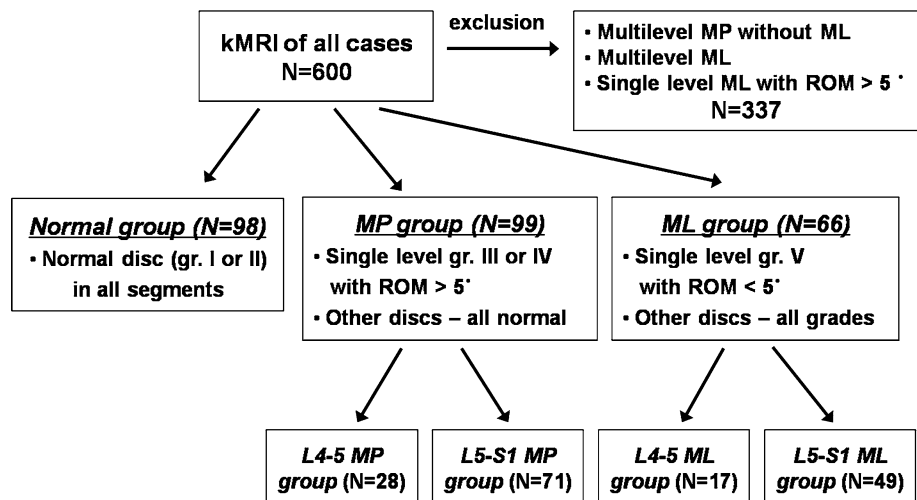 kMRI of all cases
N=600
exclusion
• Multilevel MP without ML
• Multilevel ML
• Single level ML with ROM > 5˚
N=337
Normal group (N=98)
• Normal disc (gr. I or II)
in all segments
MP group (N=99)
• Single level gr. III or IV
with ROM > 5˚
• Other discs – all normal
ML group (N=66)
• Single level gr. V
with ROM < 5˚
• Other discs – all grades
L4-5 MP
group (N=28)
L5-S1 MP
group (N=71)
L4-5 ML
group (N=17)
L5-S1 ML
group (N=49)